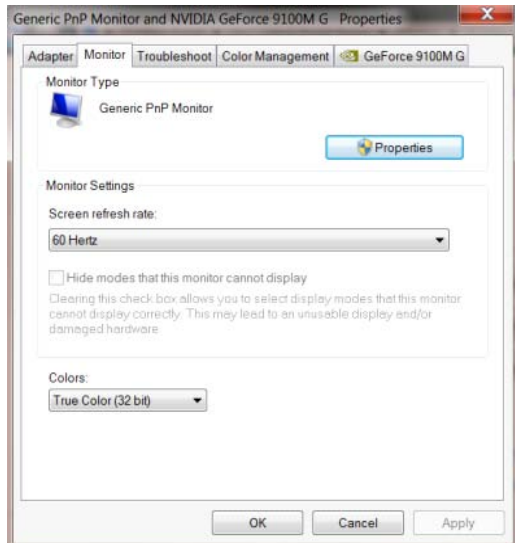 Generic PnP Monitor and NVIDIA GeForce 9100M G Properties
X
Adapter Monitor Troubleshoot Color Management GeForce 9100M G
Monitor Type
Generic PnP Monitor
Properties
Monitor Settings
Screen refresh rate:
60 Hertz
Hide modes that this monitor cannot display
Clearing this check box allows you to select display modes that this monitor
cannot display correctly. This may lead to an unusable display and/or
damaged hardware.
Colors:
True Color (32 bit)
OK Cancel Apply